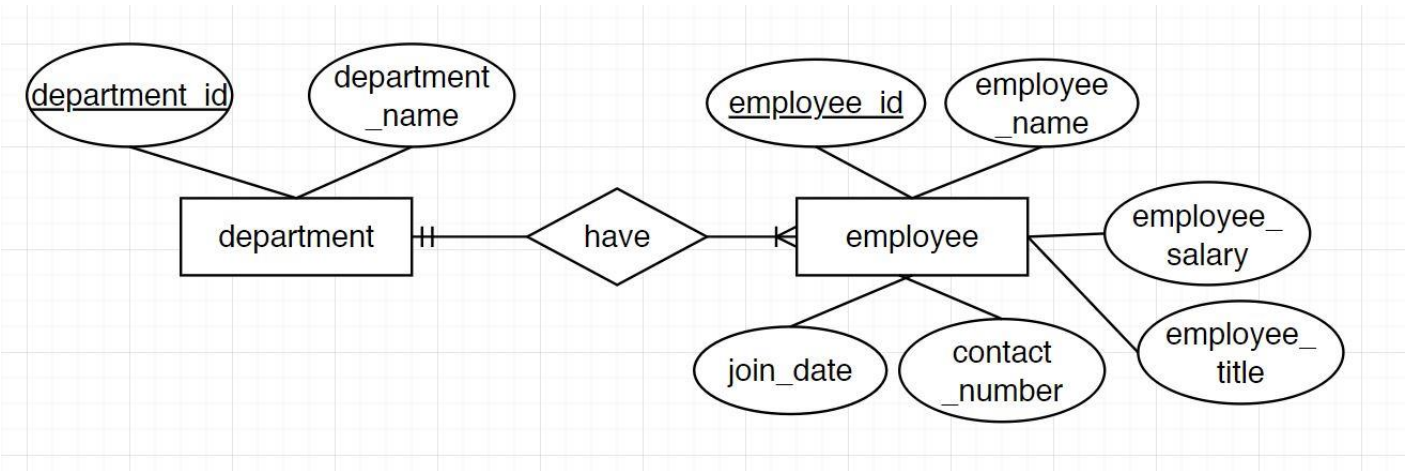 department_id
department
_name
employee_id
employee
_name
department
have
employee
employee_
salary
employee_
title
join_date
contact
_number